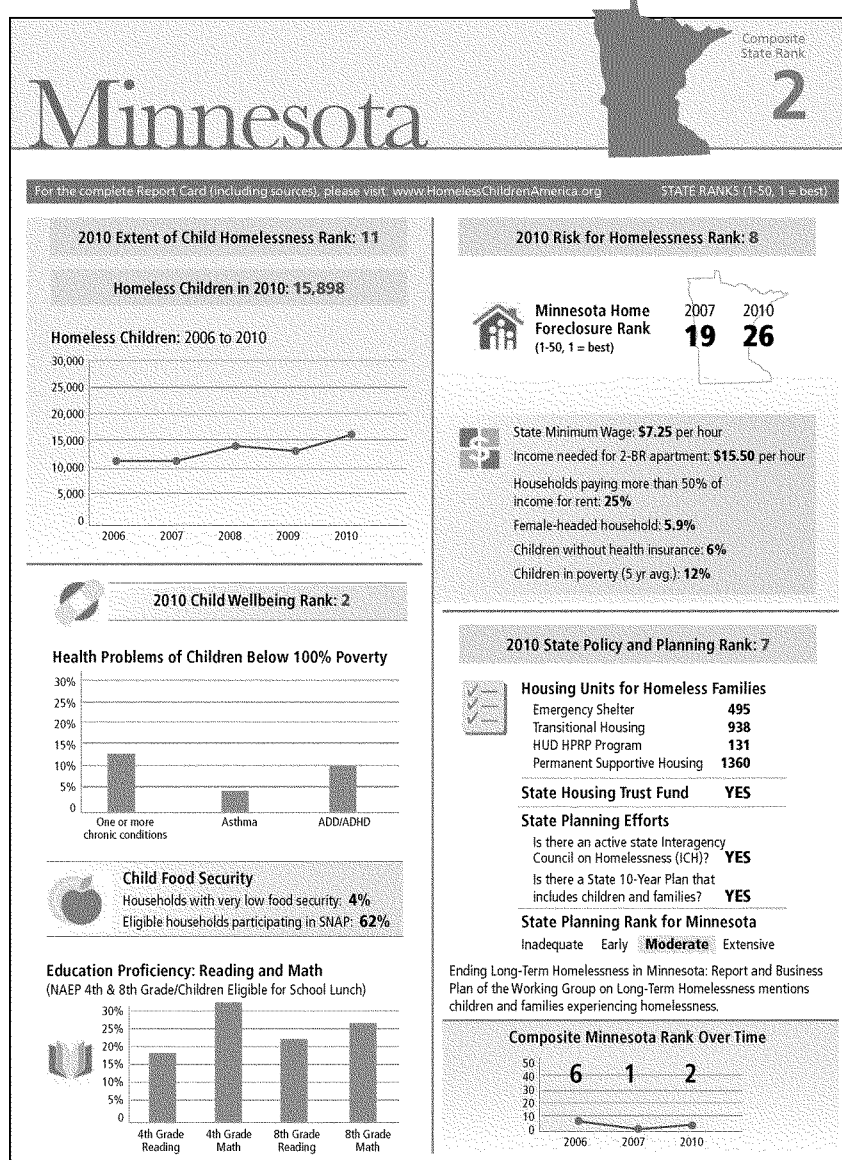 Composite
State Rank
2
Minnesota
For the complete Report Card (including sources), please visit: www.HomelessChildrenAmerica.org STATE RANKS (1-50, 1 = best)
2010 Extent of Child Homelessness Rank: 11
Homeless Children in 2010: 15,898
Homeless Children: 2006 to 2010
30,000
25,000
20,000
15,000
10,000
5,000
0
2006 2007 2008 2009 2010
2010 Child Wellbeing Rank: 2
Health Problems of Children Below 100% Poverty
30%
25%
20%
15%
10%
5%
0
One or more
chronic conditions
Asthma
ADD/ADHD
Child Food Security
Households with very low food security: 4%
Eligible households participating in SNAP: 62%
Education Proficiency: Reading and Math
(NAEP 4th & 8th Grade/Children Eligible for School Lunch)
30%
25%
20%
15%
10%
5%
0
4th Grade
Reading
4th Grade
Math
8th Grade
Reading
8th Grade
Math
2010 Risk for Homelessness Rank: 8
Minnesota Home
Foreclosure Rank
(1-50, 1 = best)
2007 2010
19 26
$
State Minimum Wage: $7.25 per hour
Income needed for 2-BR apartment: $15.50 per hour
Households paying more than 50% of
income for rent: 25%
Female-headed household: 5.9%
Children without health insurance: 6%
Children in poverty (5 yr avg.): 12%
2010 State Policy and Planning Rank: 7
Housing Units for Homeless Families
Emergency Shelter 495
Transitional Housing 938
HUD HPRP Program 131
Permanent Supportive Housing 1360
State Housing Trust Fund YES
State Planning Efforts
Is there an active state Interagency
Council on Homelessness (ICH)? YES
Is there a State 10-Year Plan that
includes children and families? YES
State Planning Rank for Minnesota
Inadequate Early Moderate Extensive
Ending Long-Term Homelessness in Minnesota: Report and Business
Plan of the Working Group on Long-Term Homelessness mentions
children and families experiencing homelessness.
Composite Minnesota Rank Over Time
50
40
30
20
10
0
6 1 2
2006 2007 2010